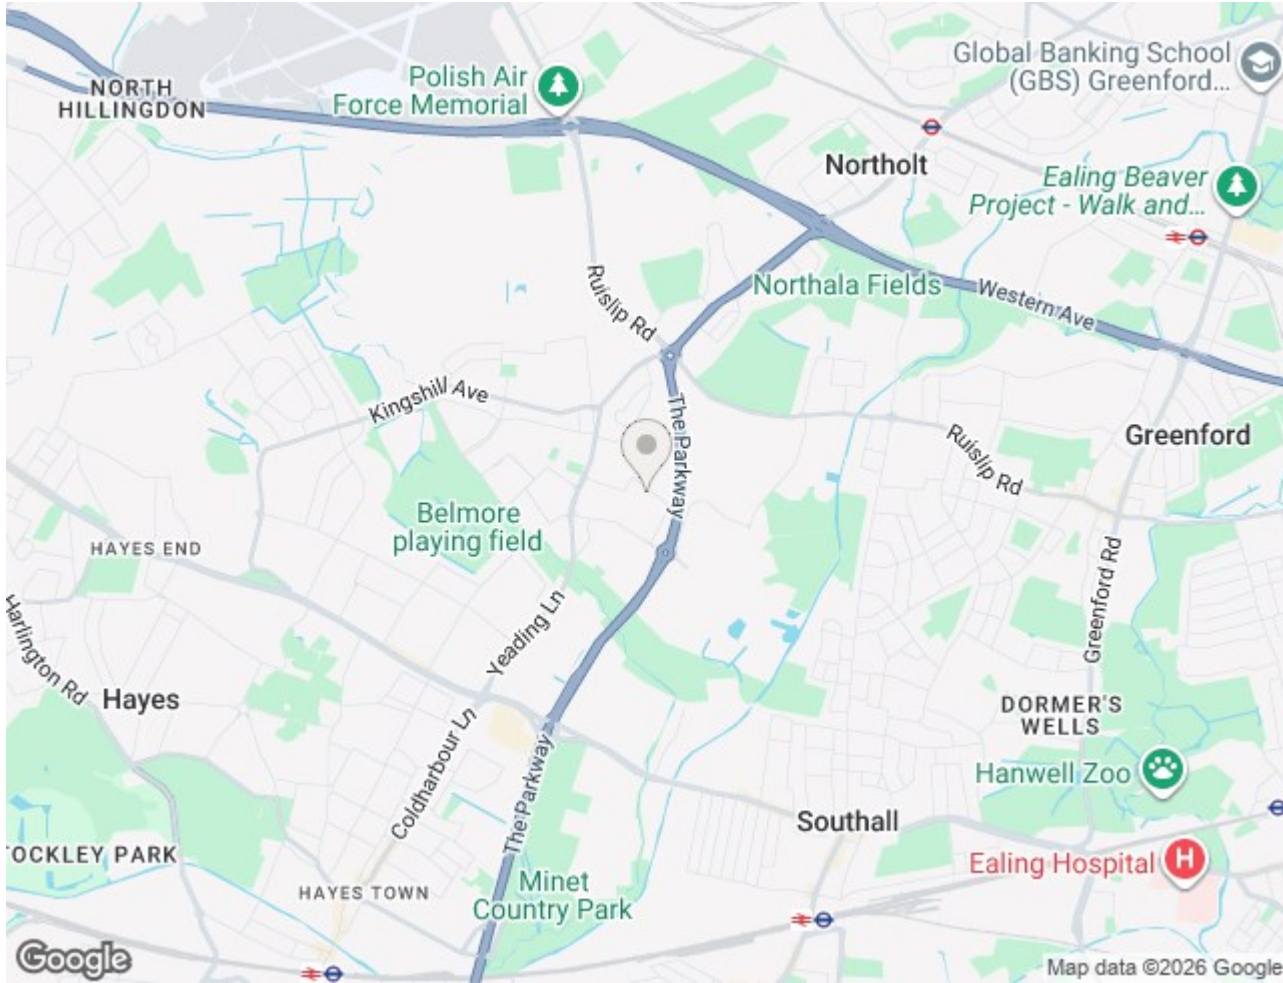 NORTH
HILLINGDON
Polish Air
Force Memorial
Global Banking School
(GBS) Greenford...
Northolt
Ealing Beaver
Project - Walk and...
Ruislip Rd
Northala Fields
Western Ave
Kingshill Ave
The Parkway
Ruislip Rd
Greenford
Belmore
playing field
HAYES END
Greenford Rd
Harlington Rd
Yeading Ln
Hayes
DORMER'S
WELLS
Coldharbour Ln
The Parkway
Hanwell Zoo
Southall
TOCKLEY PARK
Ealing Hospital
H
HAYES TOWN
Minet
Country Park
Google
Map data ©2026 Google